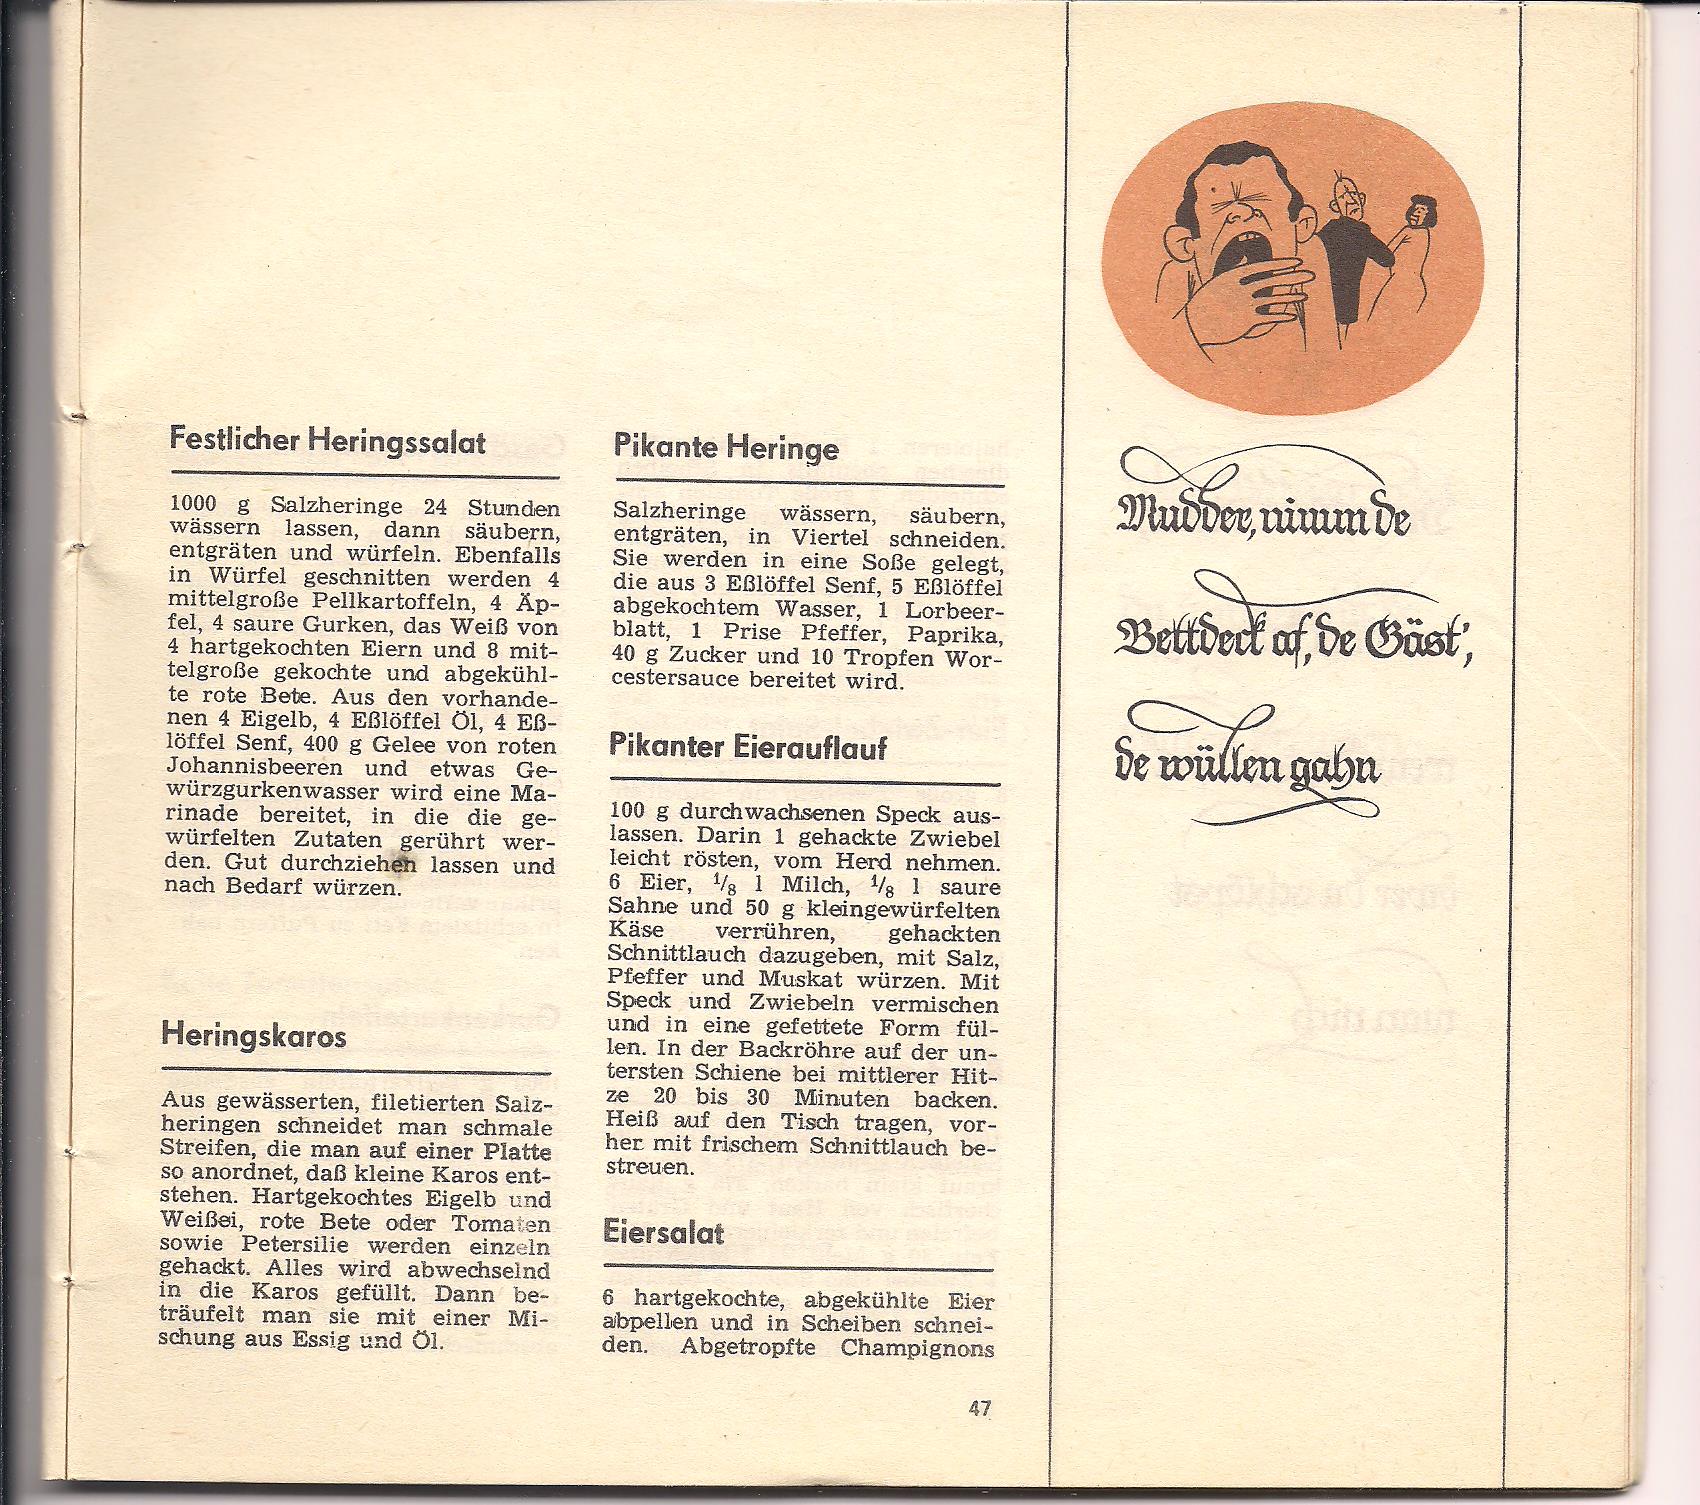 Festlicher Heringssalat
1000 g Salzheringe 24 Stunden
wässern lassen, dann säubern,
entgräten und würfeln. Ebenfalls
in Würfel geschnitten werden 4
mittelgroße Pellkartoffeln, 4 Äp-
fel, 4 saure Gurken, das Weiß von
4 hartgekochten Eiern und 8 mit-
telgroße gekochte und abgekühl-
te rote Bete. Aus den vorhande-
nen 4 Eigelb, 4 Eßlöffel Öl, 4 Eß-
löffel Senf, 400 g Gelee von roten
Johannisbeeren und etwas Ge-
würzgurkenwasser wird eine Ma-
rinade bereitet, in die die ge-
würfelten Zutaten gerührt wer-
den. Gut durchziehen lassen und
nach Bedarf würzen.
Heringskaros
Aus gewässerten, filetierten Salz-
heringen schneidet man schmale
Streifen, die man auf einer Platte
so anordnet, daß kleine Karos ent-
stehen. Hartgekochtes Eigelb und
Weißei, rote Bete oder Tomaten
sowie Petersilie werden einzeln
gehackt. Alles wird abwechselnd
in die Karos gefüllt. Dann be-
träufelt man sie mit einer Mi-
schung aus Essig und Öl.
Pikante Heringe
Salzheringe wässern, säubern,
entgräten, in Viertel schneiden.
Sie werden in eine Soße gelegt,
die aus 3 Eßlöffel Senf, 5 Eßlöffel
abgekochtem Wasser, 1 Lorbeer-
blatt, 1 Prise Pfeffer, Paprika,
40 g Zucker und 10 Tropfen Wor-
cestersauce bereitet wird.
Pikanter Eierauflauf
100 g durchwachsenen Speck aus-
lassen. Darin 1 gehackte Zwiebel
leicht rösten, vom Herd nehmen.
6 Eier, 1/8 l Milch, 1/8 l saure
Sahne und 50 g kleingewürfelten
Käse verrühren, gehackten
Schnittlauch dazugeben, mit Salz,
Pfeffer und Muskat würzen. Mit
Speck und Zwiebeln vermischen
und in eine gefettete Form fül-
len. In der Backröhre auf der un-
tersten Schiene bei mittlerer Hit-
ze 20 bis 30 Minuten backen.
Heiß auf den Tisch tragen, vor-
her mit frischem Schnittlauch be-
streuen.
Eiersalat
6 hartgekochte, abgekühlte Eier
abpellen und in Scheiben schnei-
den. Abgetropfte Champignons
47
Mudder, nimm de
Bettdeck af, de Gäst',
de wüllen gahn